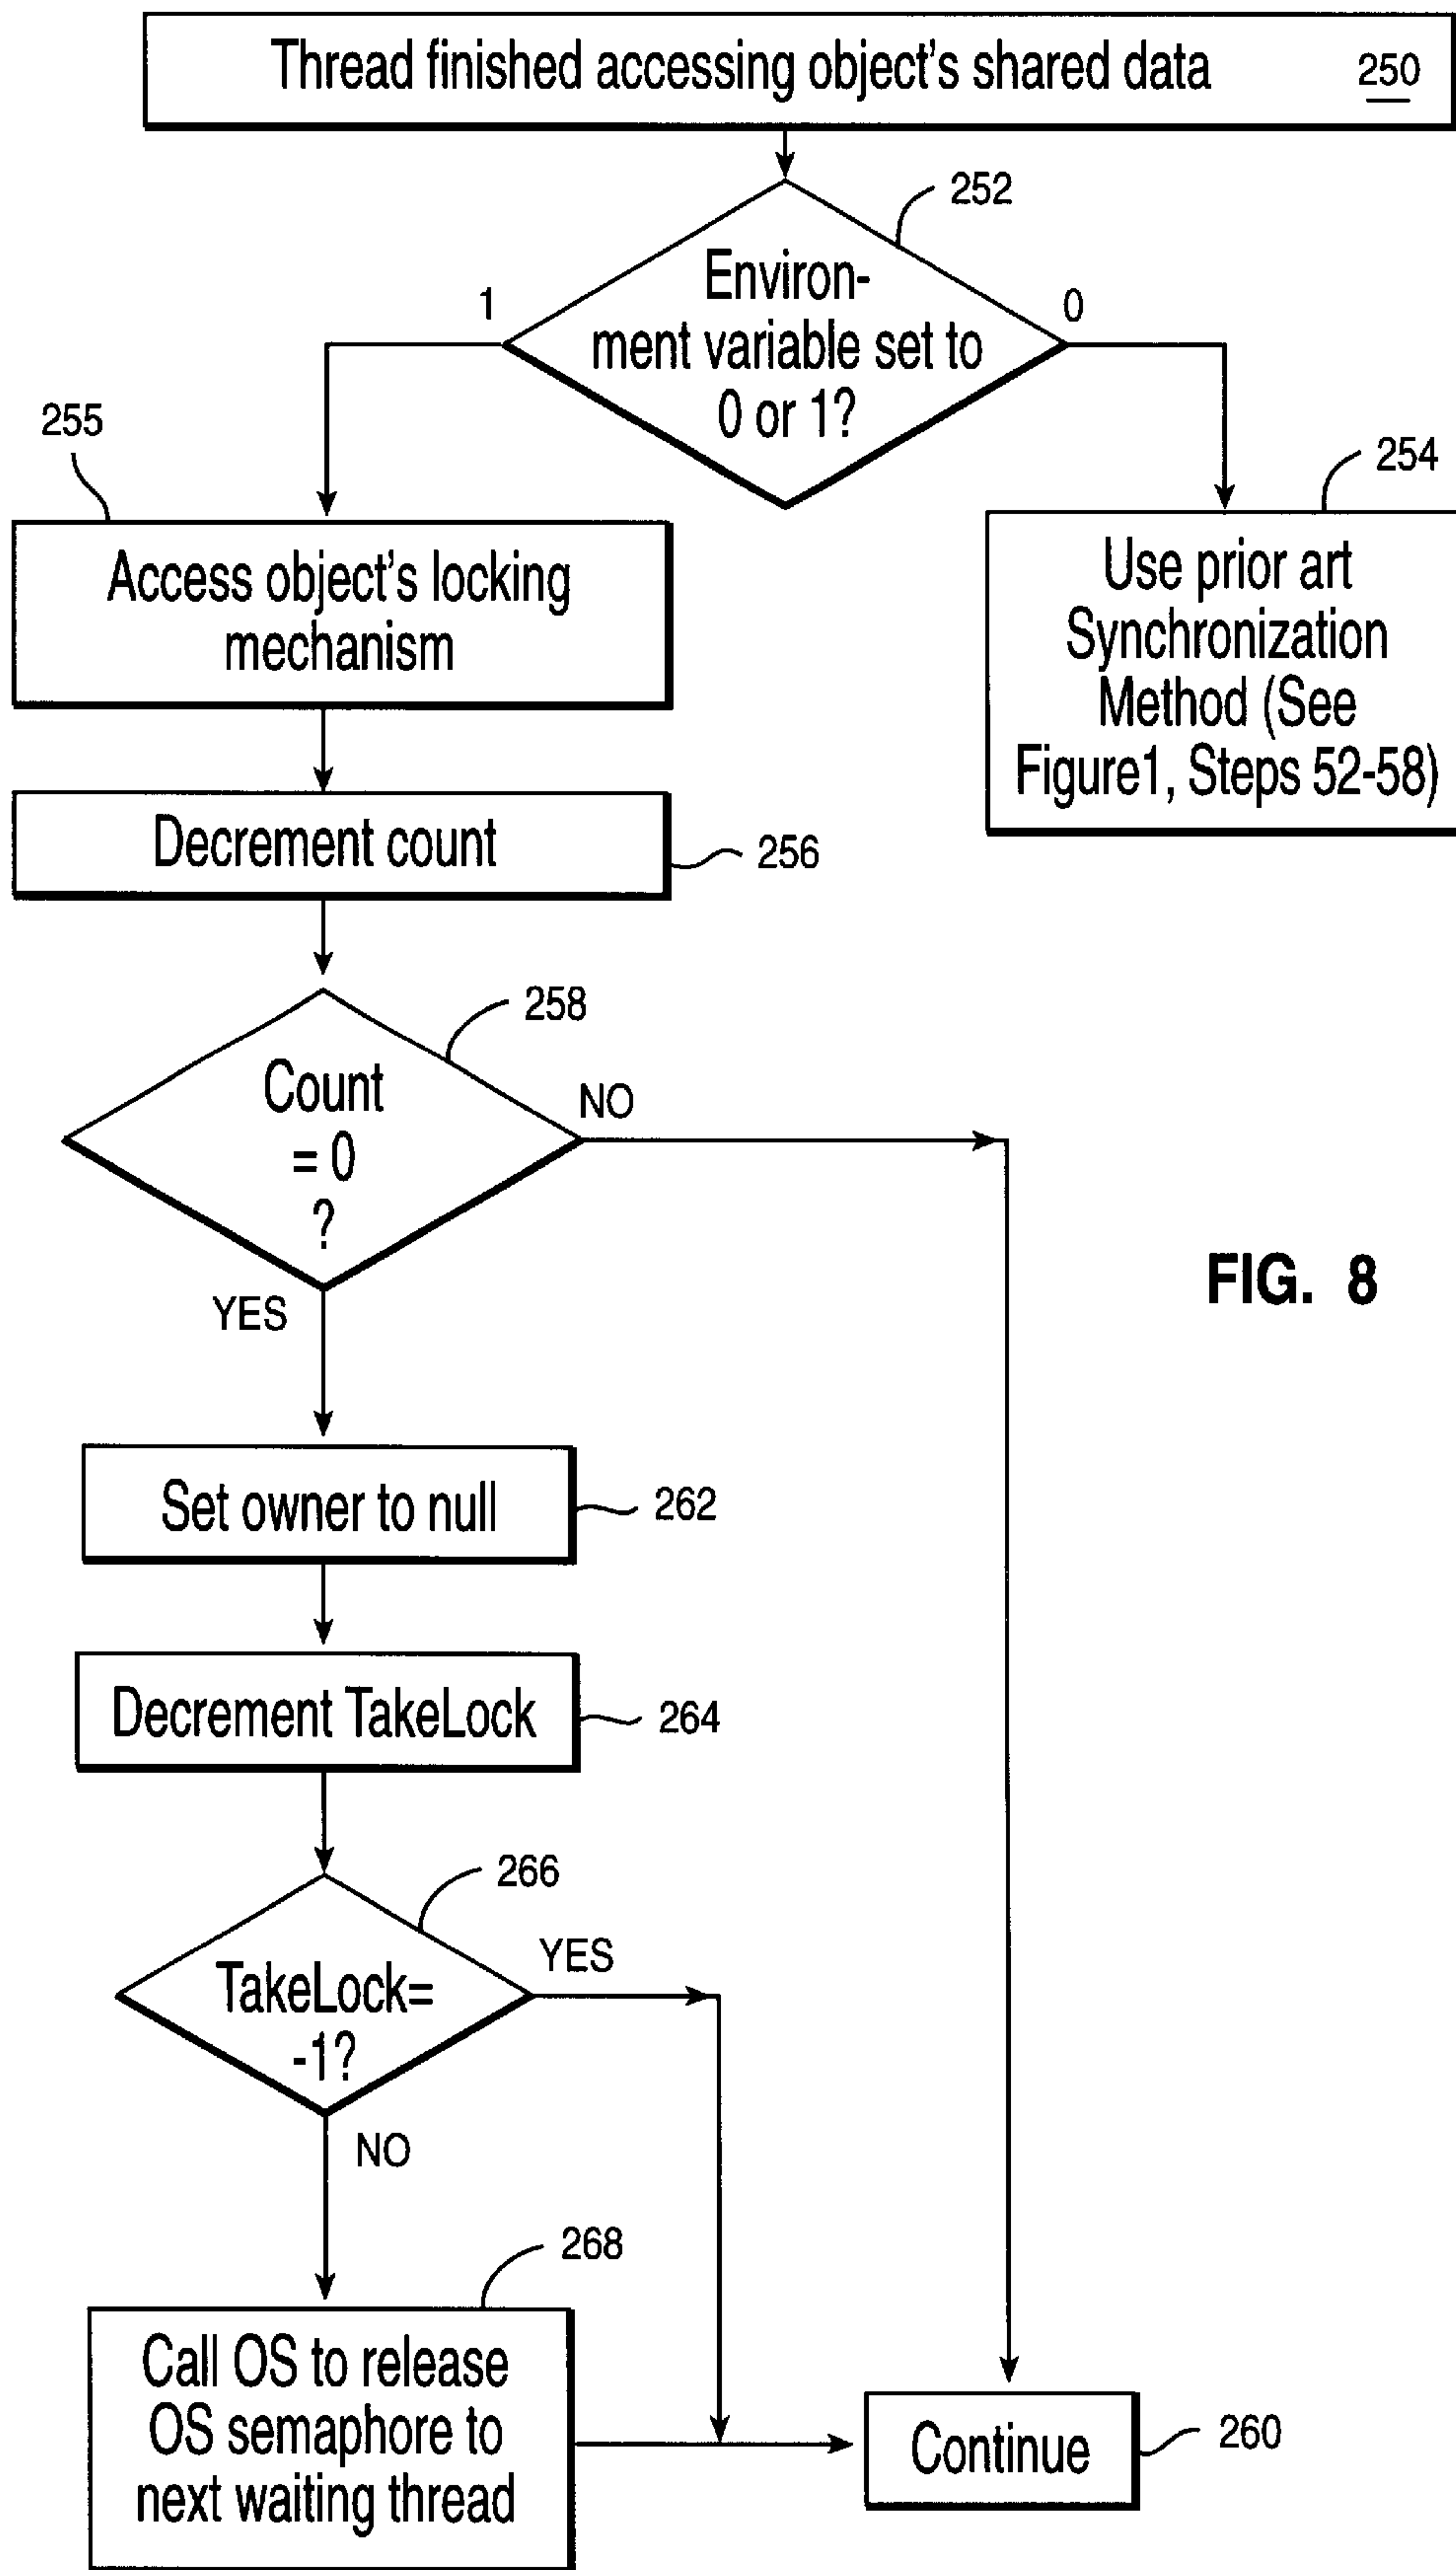 Thread finished accessing object's shared data 250
252
Environ-
ment variable set to
0 or 1?
1
0
255
Access object's locking
mechanism
254
Use prior art
Synchronization
Method (See
Figure1, Steps 52-58)
Decrement count
256
258
Count
= 0
?
NO
YES
FIG. 8
Set owner to null
262
Decrement TakeLock
264
266
TakeLock=
-1?
YES
NO
268
Call OS to release
OS semaphore to
next waiting thread
Continue
260